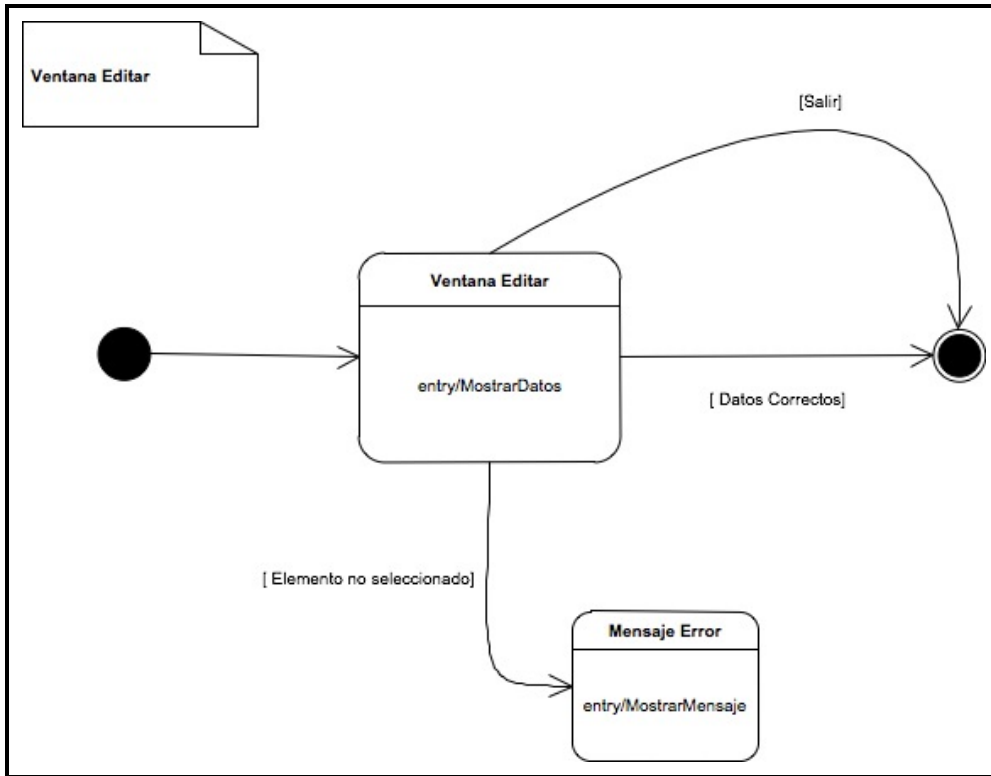 Ventana Editar
[Salir]
Ventana Editar
entry/MostrarDatos
[ Datos Correctos]
[ Elemento no seleccionado]
Mensaje Error
entry/MostrarMensaje